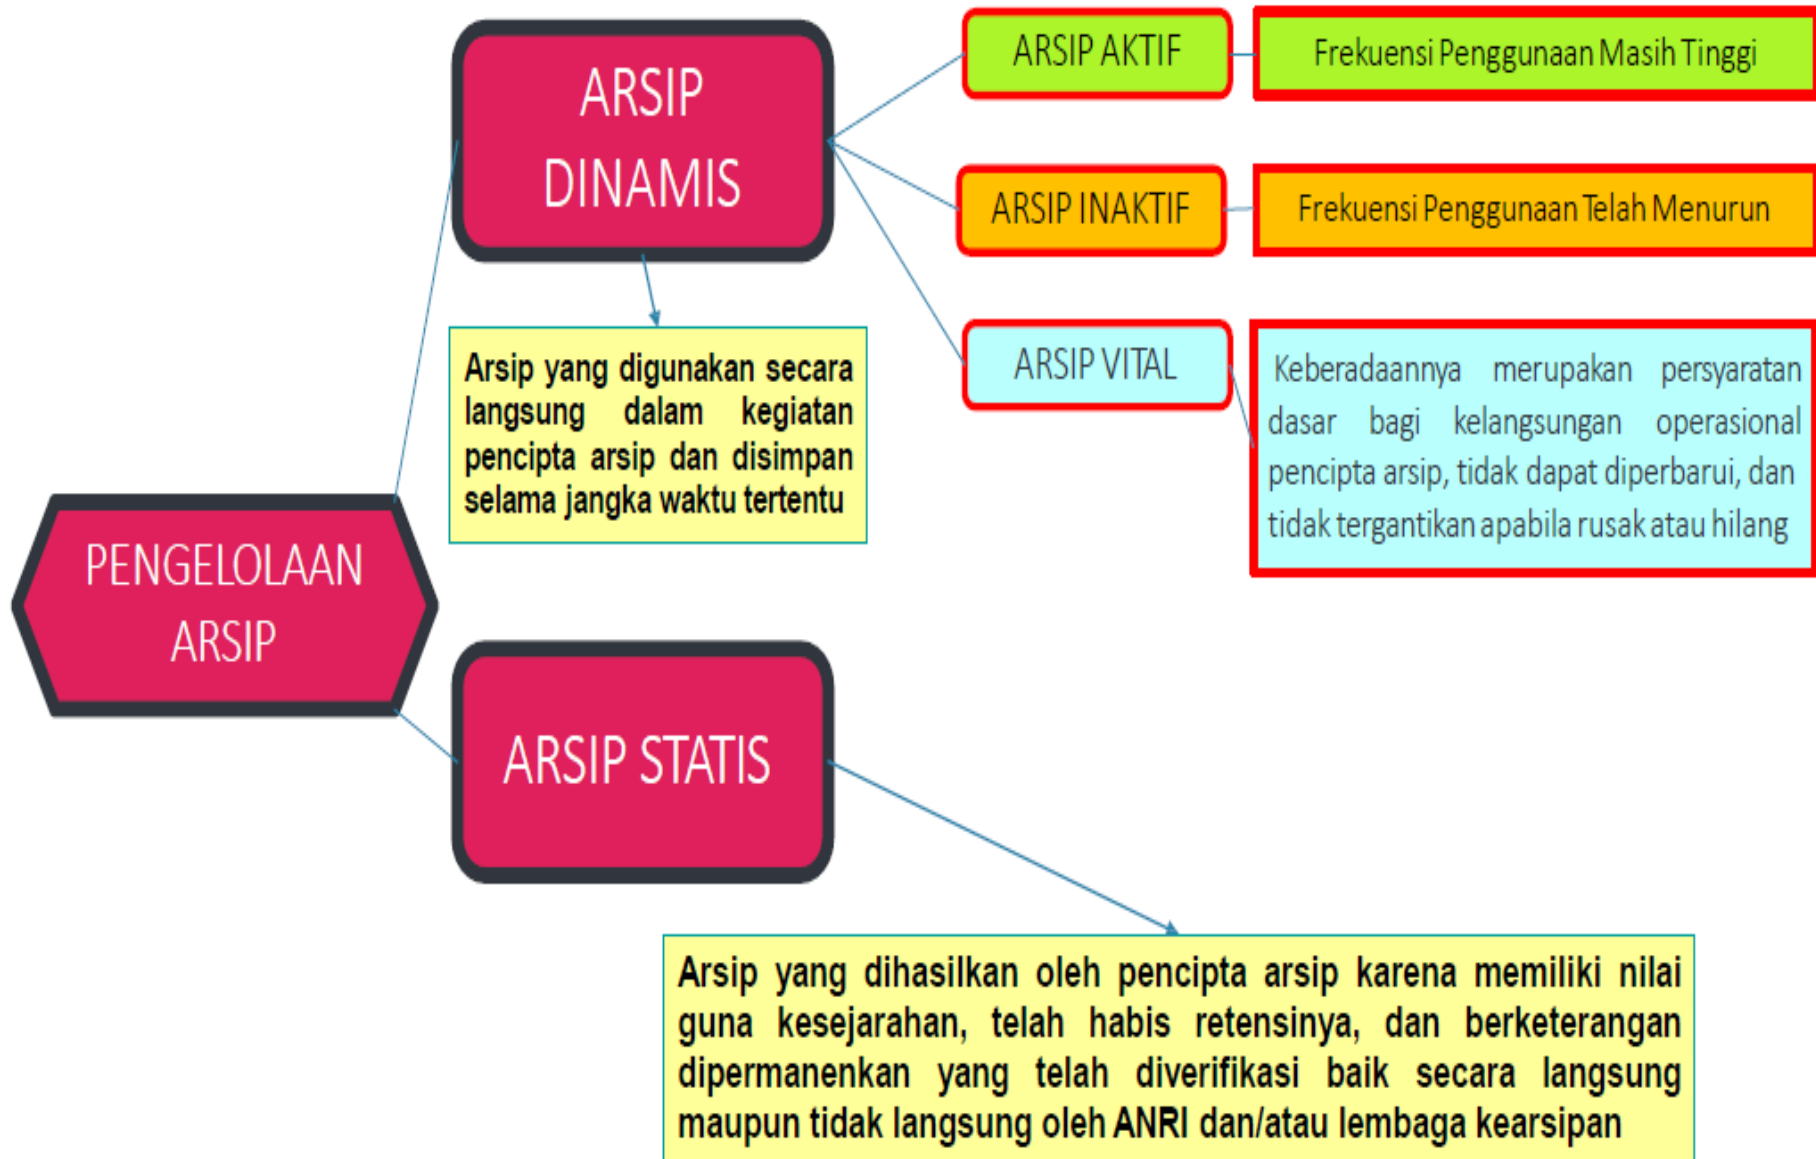 ARSIP
DINAMIS
ARSIP AKTIF
Frekuensi Penggunaan Masih Tinggi
ARSIP INAKTIF
Frekuensi Penggunaan Telah Menurun
ARSIP VITAL
Keberadaannya merupakan persyaratan
dasar bagi kelangsungan operasional
pencipta arsip, tidak dapat diperbarui, dan
tidak tergantikan apabila rusak atau hilang
Arsip yang digunakan secara
langsung dalam kegiatan
pencipta arsip dan disimpan
selama jangka waktu tertentu
PENGELOLAAN
ARSIP
ARSIP STATIS
Arsip yang dihasilkan oleh pencipta arsip karena memiliki nilai
guna kesejarahan, telah habis retensinya, dan berketerangan
dipermanenkan yang telah diverifikasi baik secara langsung
maupun tidak langsung oleh ANRI dan/atau lembaga kearsipan